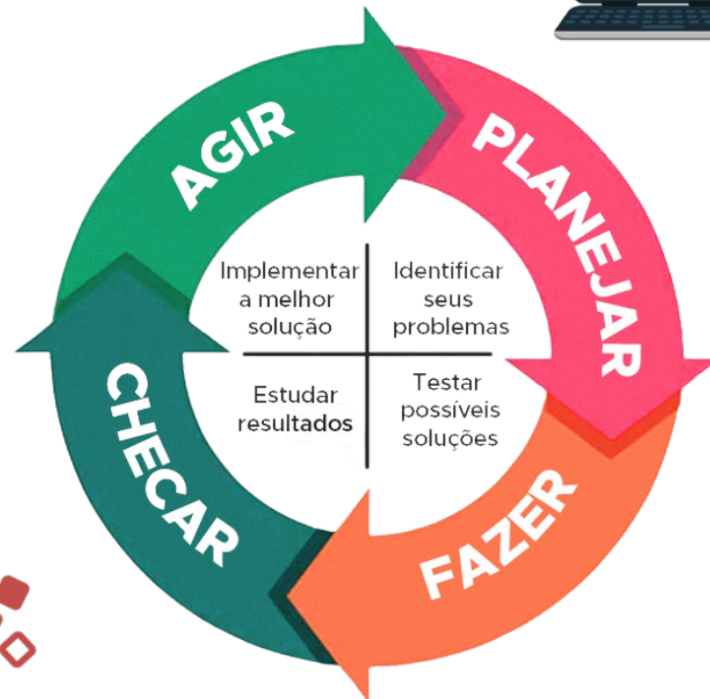 AGIR
PLANEJAR
Implementar
a melhor
solução
Identificar
seus
problemas
Estudar
resultados
Testar
possíveis
soluções
CHECAR
FAZER